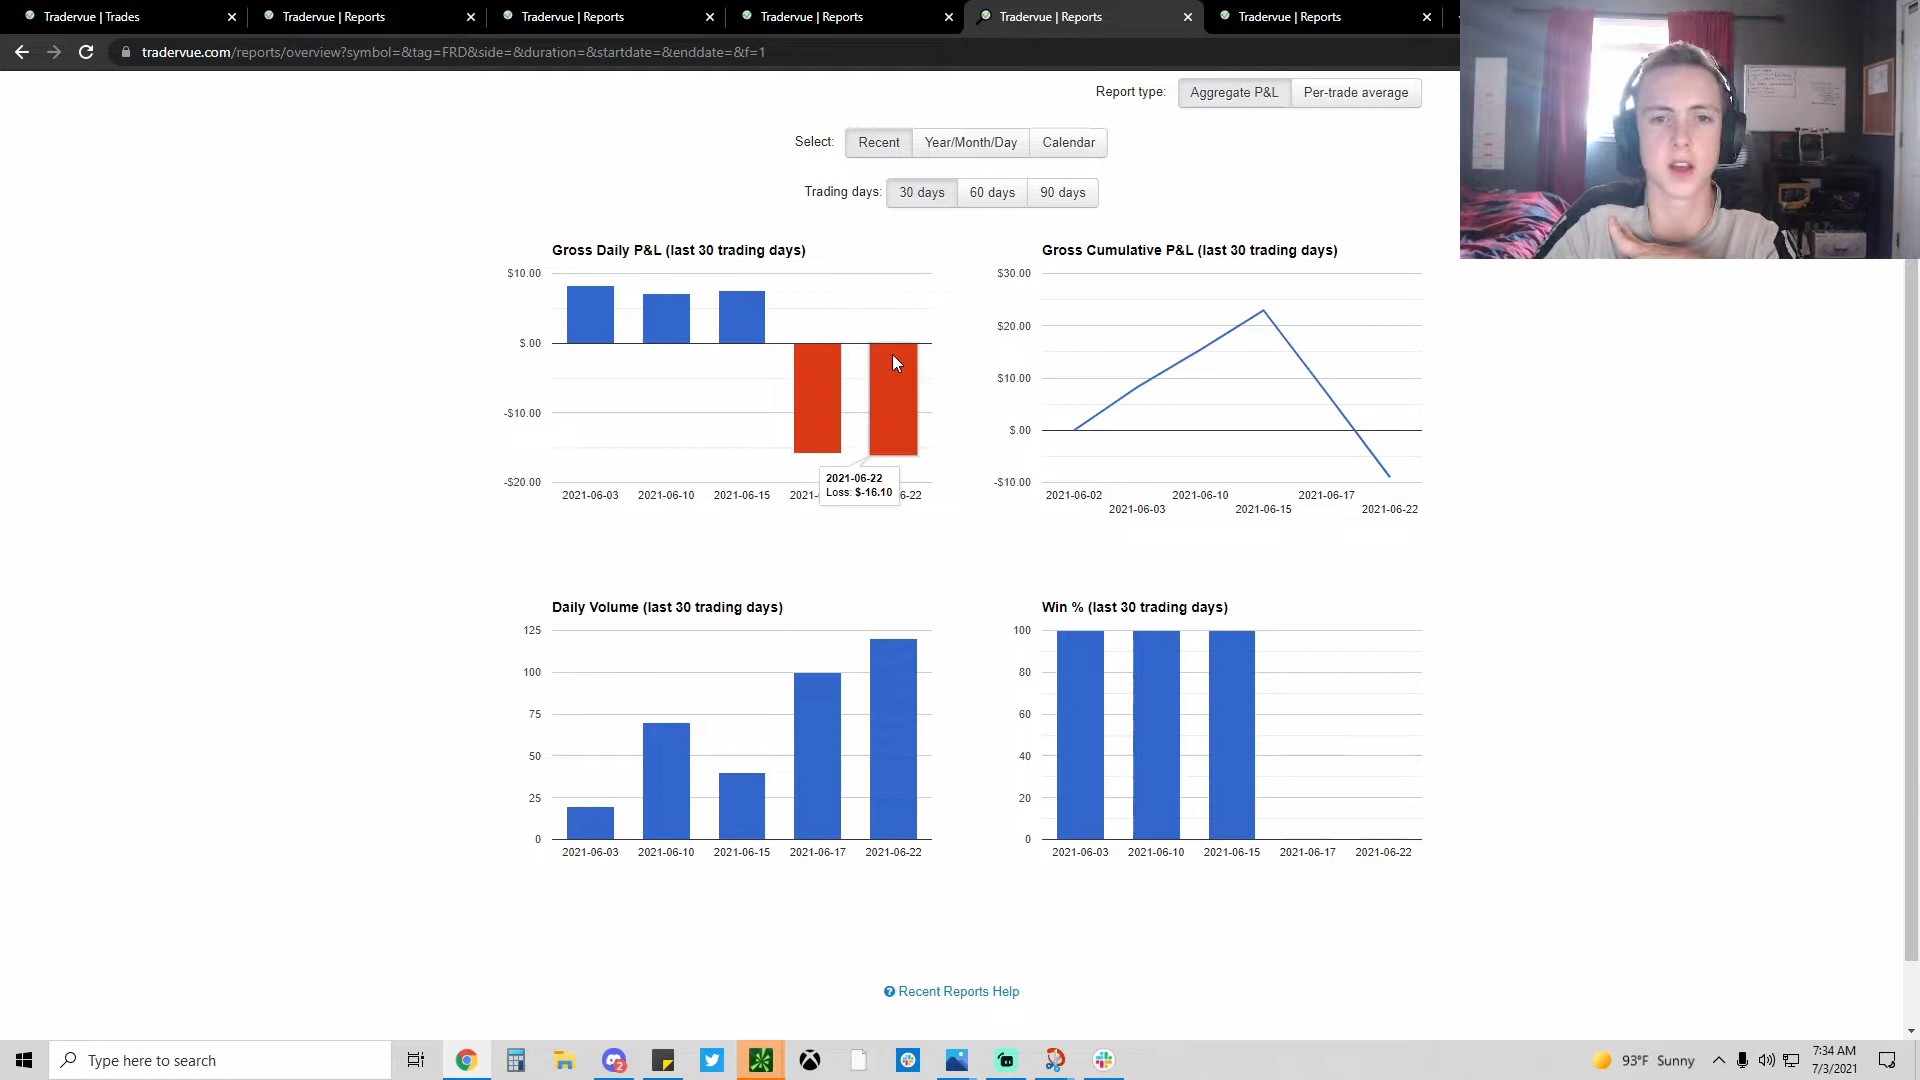 Tradervue | Trades
Tradervue | Reports
Tradervue | Reports
Tradervue | Reports
Tradervue | Reports
Tradervue | Reports
tradervue.com/reports/overview?symbol=&tag=FRD&side=&duration=&startdate=&enddate=&f=1
Report type: Aggregate P&L Per-trade average
Select: Recent Year/Month/Day Calendar
Trading days: 30 days 60 days 90 days
Gross Daily P&L (last 30 trading days)
$10.00
$.00
-$10.00
-$20.00
2021-06-03 2021-06-10 2021-06-15 2021- 6-22
2021-06-22
Loss: $-16.10
Gross Cumulative P&L (last 30 trading days)
$30.00
$20.00
$10.00
$.00
-$10.00
2021-06-02 2021-06-10 2021-06-17
2021-06-03 2021-06-15 2021-06-22
Daily Volume (last 30 trading days)
125
100
75
50
25
0
2021-06-03 2021-06-10 2021-06-15 2021-06-17 2021-06-22
Win % (last 30 trading days)
100
80
60
40
20
0
2021-06-03 2021-06-10 2021-06-15 2021-06-17 2021-06-22
Recent Reports Help
Type here to search
2
93°F Sunny
7:34 AM
7/3/2021